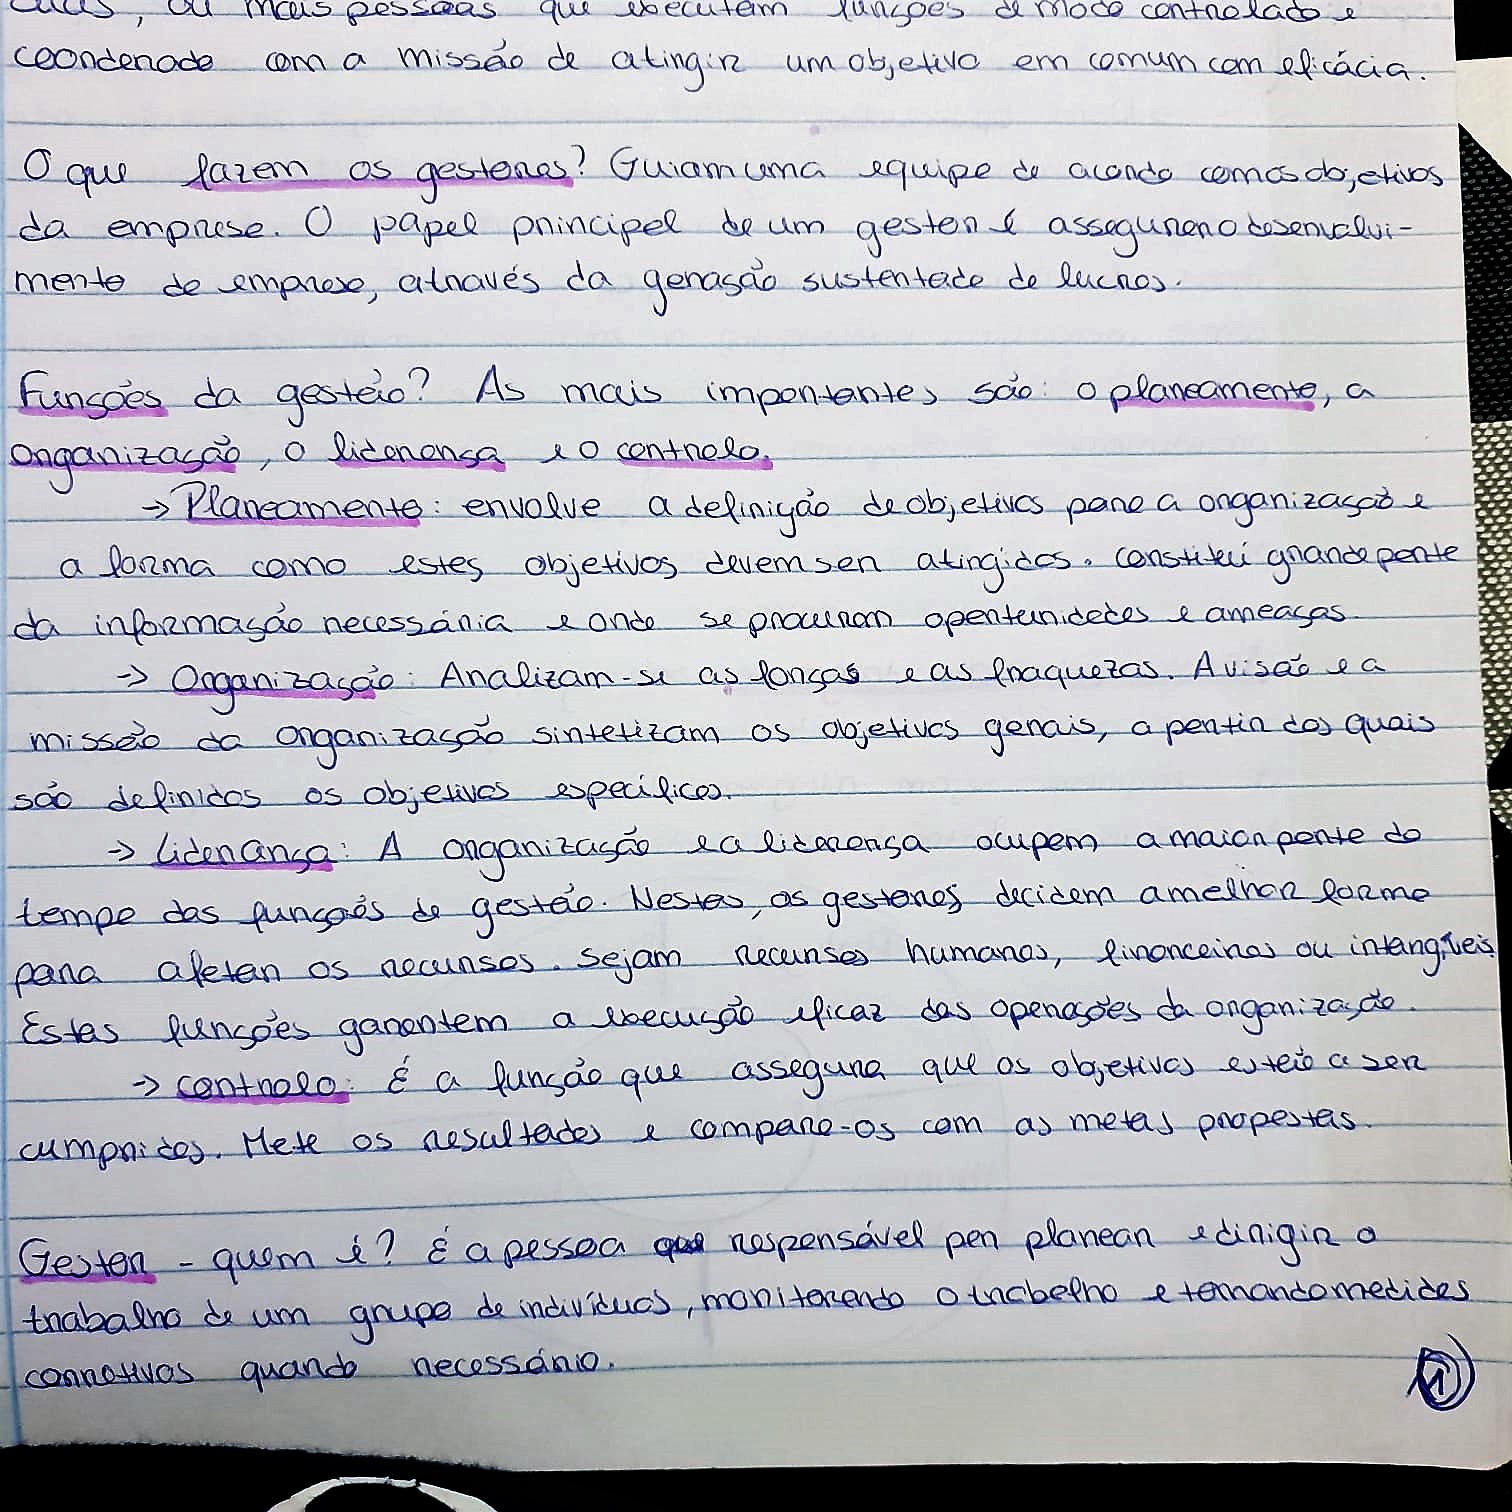 duas, ou mais pessoas que executem funções de modo controlado e
coordenado com a missão de atingir um objetivo em comum com eficácia.
O que fazem os gestores? Guiam uma equipe de acordo com os objetivos
da empresa. O papel principal de um gestor é assegurar o desenvolvi-
mento da empresa, através da geração sustentada de lucros.
Funções da gestão? As mais importantes são: o planeamento, a
organização, a liderança e o controlo.
→ Planeamento: envolve a definição de objetivos para a organização e
a forma como estes objetivos devem ser atingidos. Constitui grande parte
da informação necessária e onde se procuram oportunidades e ameaças.
→ Organização: Analizam-se as forças e as fraquezas. A visão e a
missão da organização sintetizam os objetivos gerais, a partir dos quais
são definidos os objetivos específicos.
→ Liderança: A organização e a liderança ocupam a maior parte do
tempo das funções de gestão. Nestas, os gestores decidem a melhor forma
para afetar os recursos. Sejam recursos humanos, financeiros ou intangíveis
Estas funções garantem a execução eficaz das operações da organização.
→ Controlo: É a função que assegura que os objetivos estão a ser
cumpridos. Mete os resultados e compara-os com as metas propostas.
Gestor - quem é? É a pessoa responsável por planear e dirigir o
trabalho de um grupo de indivíduos, monitorando o trabalho e tomando medidas
corretivas quando necessário.
1